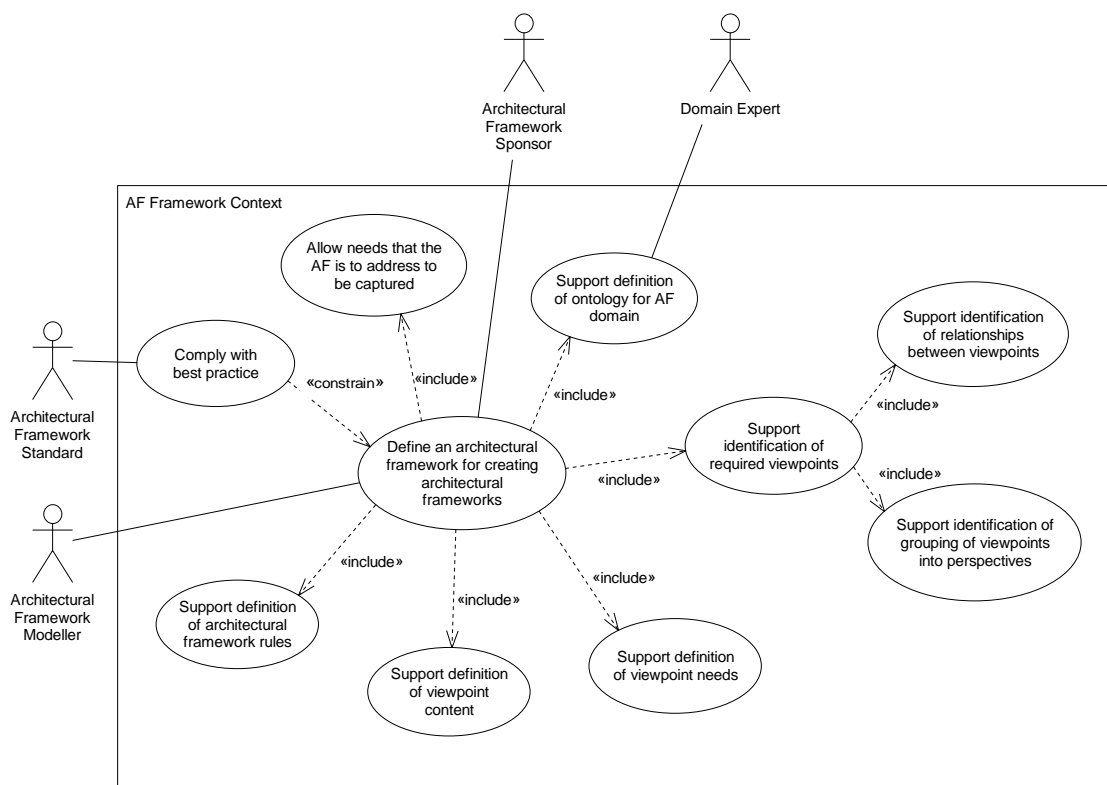 Architectural
Framework
Sponsor
Domain Expert
AF Framework Context
Allow needs that the
AF is to address to
be captured
Support definition
of ontology for AF
domain
Support identification
of relationships
between viewpoints
Comply with
best practice
«constrain»
«include»
«include»
«include»
Architectural
Framework
Standard
Define an architectural
framework for creating
architectural
frameworks
Support
identification of
required viewpoints
«include»
«include»
Support identification of
grouping of viewpoints
into perspectives
Architectural
Framework
Modeller
«include»
«include»
«include»
Support definition
of architectural
framework rules
Support definition
of viewpoint
content
Support definition
of viewpoint needs